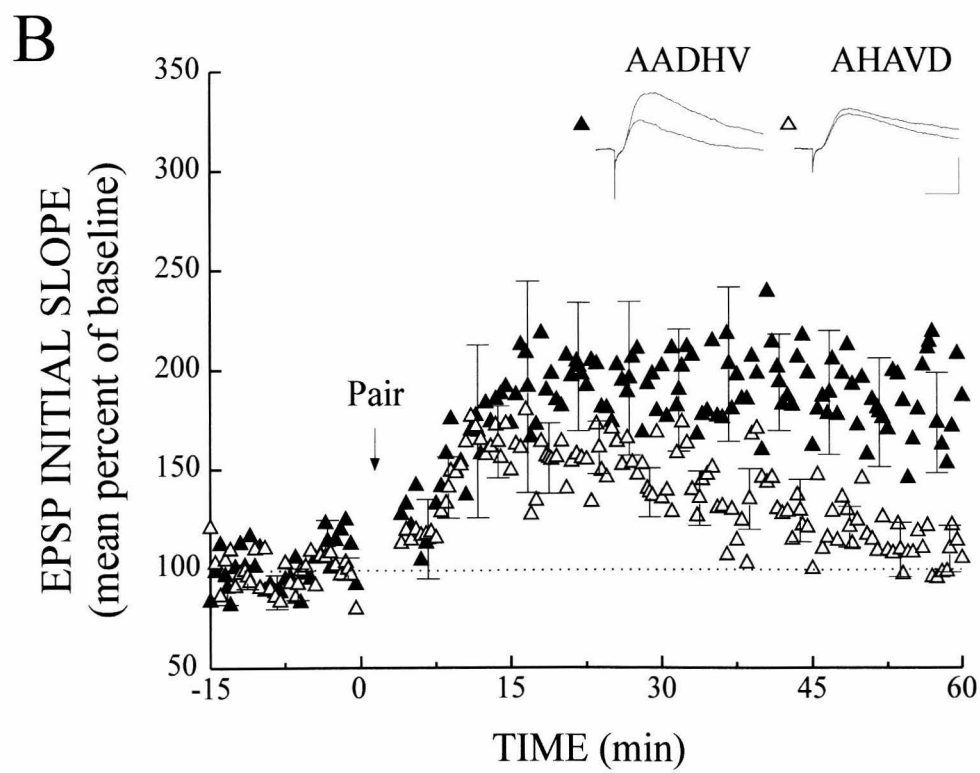 B
AADHV
AHAVD
350
300
250
200
150
100
50
EPSP INITIAL SLOPE
(mean percent of baseline)
Pair
-15
0
15
30
45
60
TIME (min)